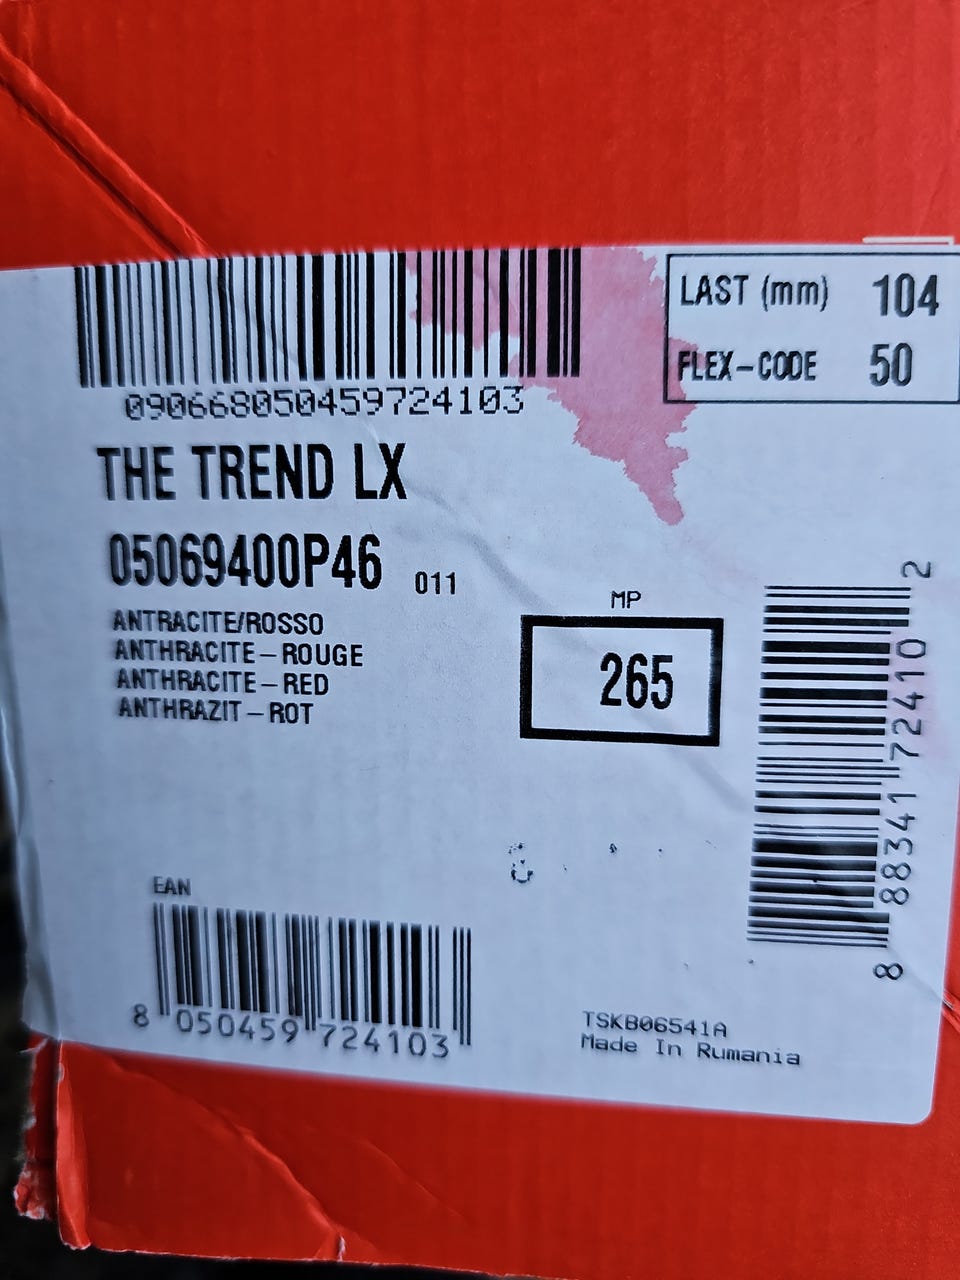 LAST (mm) 104
FLEX-CODE 50
090668050459724103
THE TREND LX
05069400P46 011
ANTRACITE/ROSSO
ANTHRACITE-ROUGE
ANTHRACITE-RED
ANTHRAZIT-ROT
MP
265
8 88341 72410 2
EAN
8 050459 724103
TSKB06541A
Made In Rumania